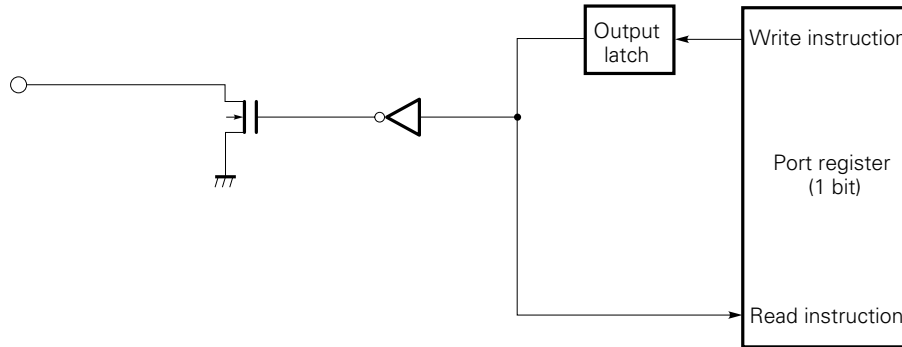 Output
latch
Write instruction
Port register
(1 bit)
Read instruction